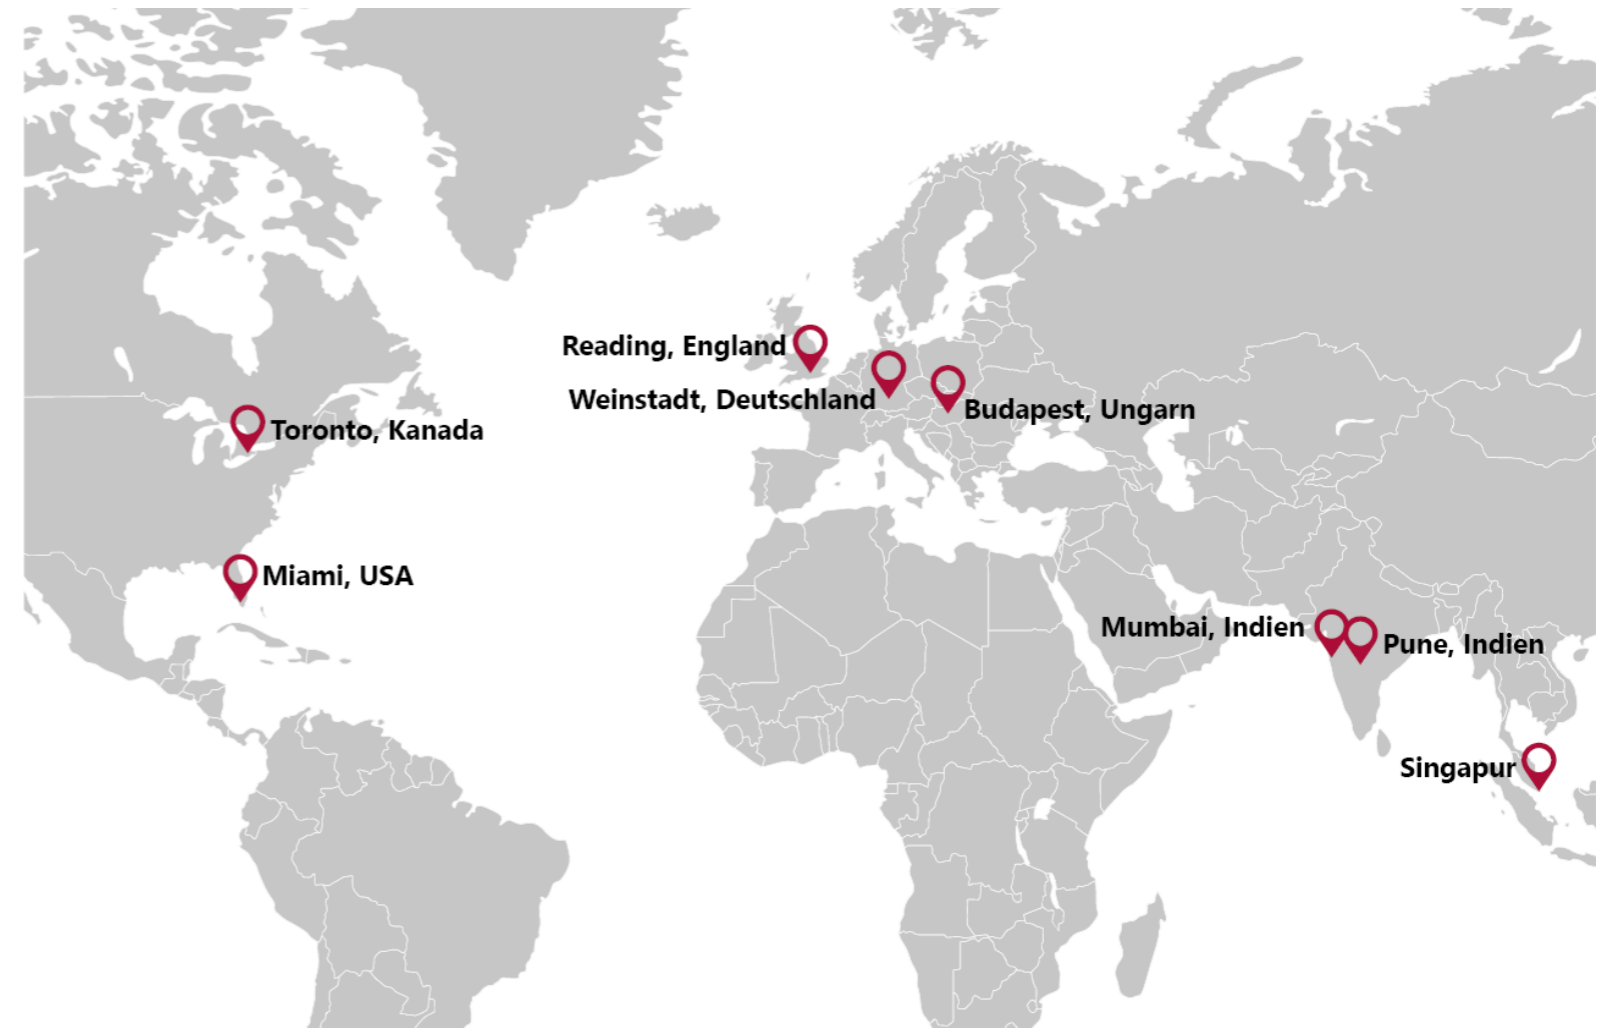 Reading, England
Weinstadt, Deutschland
Budapest, Ungarn
Toronto, Kanada
Miami, USA
Mumbai, Indien
Pune, Indien
Singapur